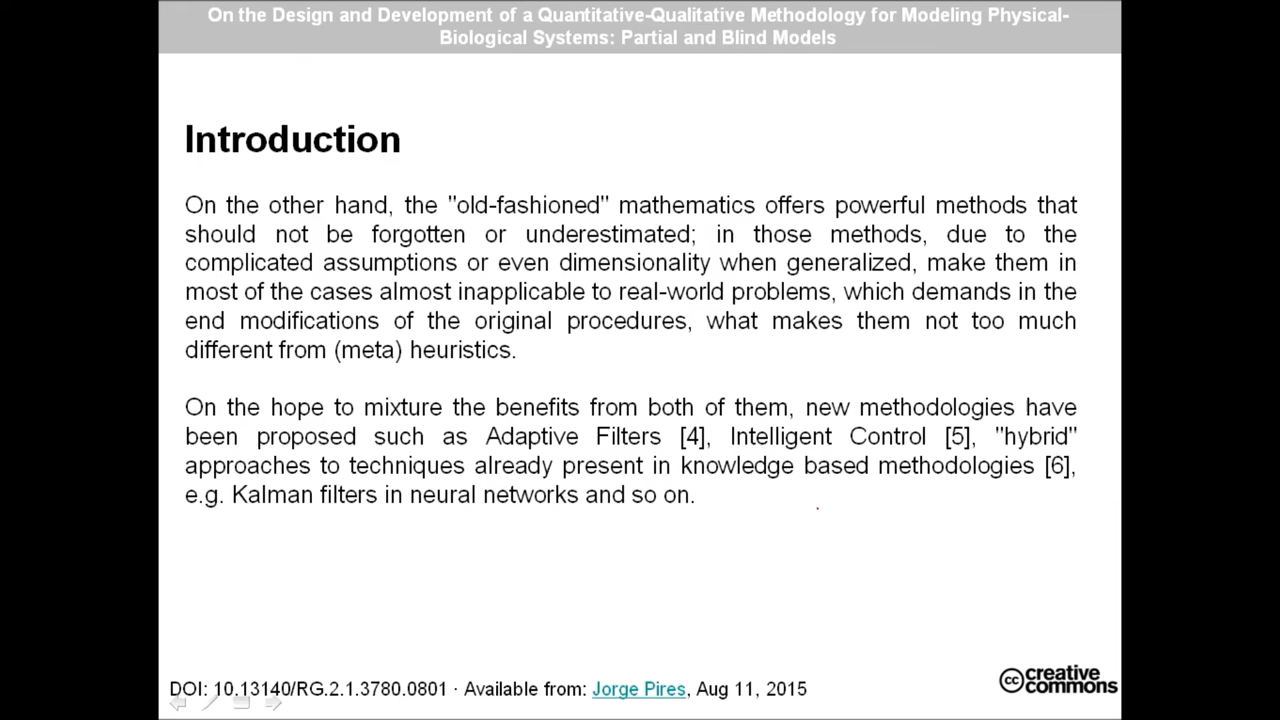 On the Design and Development of a Quantitative-Qualitative Methodology for Modeling Physical-
Biological Systems: Partial and Blind Models
Introduction
On the other hand, the "old-fashioned" mathematics offers powerful methods that
should not be forgotten or underestimated; in those methods, due to the
complicated assumptions or even dimensionality when generalized, make them in
most of the cases almost inapplicable to real-world problems, which demands in the
end modifications of the original procedures, what makes them not too much
different from (meta) heuristics.
On the hope to mixture the benefits from both of them, new methodologies have
been proposed such as Adaptive Filters [4], Intelligent Control [5], "hybrid"
approaches to techniques already present in knowledge based methodologies [6],
e.g. Kalman filters in neural networks and so on.
DOI: 10.13140/RG.2.1.3780.0801 · Available from: Jorge Pires, Aug 11, 2015
cc creative
commons